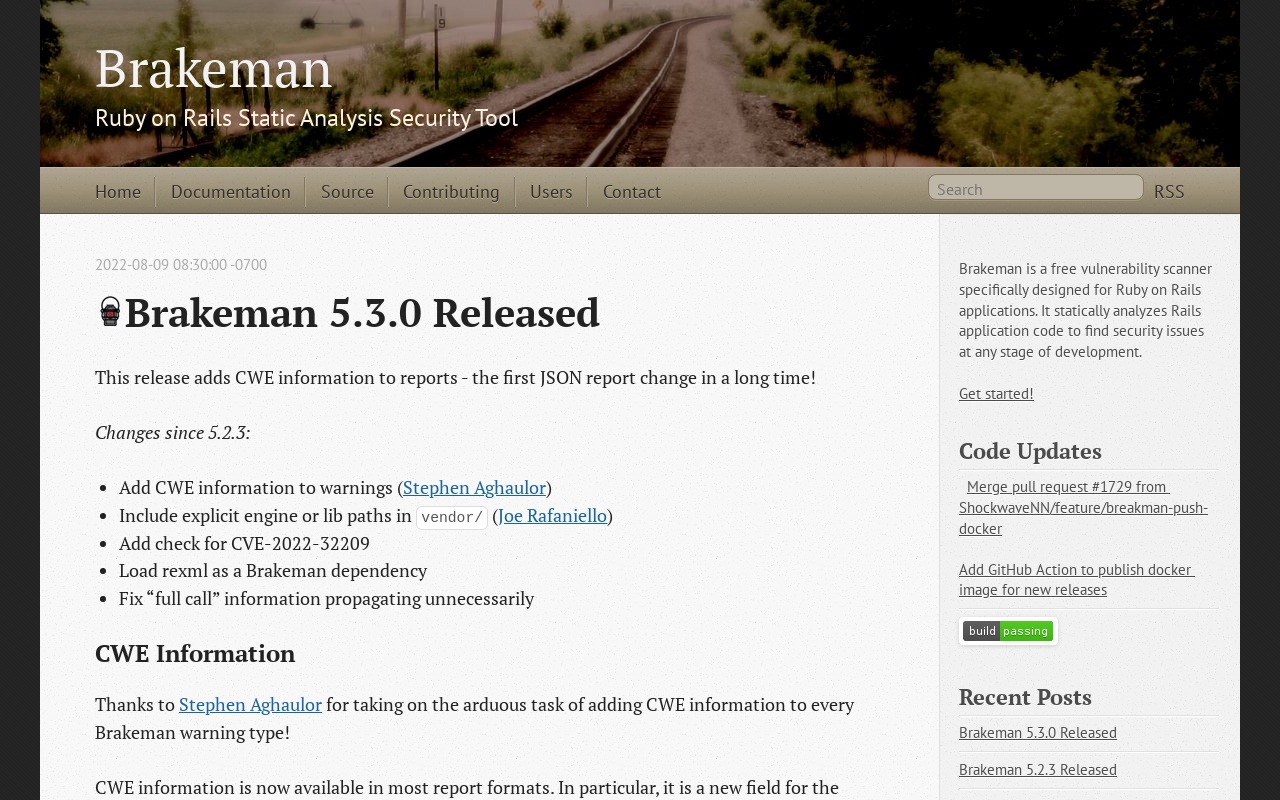 Brakeman
Ruby on Rails Static Analysis Security Tool
Home
Documentation
Source
Contributing
Users
Contact
Search
RSS
2022-08-09 08:30:00 -0700
Brakeman 5.3.0 Released
This release adds CWE information to reports - the first JSON report change in a long time!
Changes since 5.2.3:
• Add CWE information to warnings (Stephen Aghaulor)
• Include explicit engine or lib paths in vendor/ (Joe Rafaniello)
• Add check for CVE-2022-32209
• Load rexml as a Brakeman dependency
• Fix “full call” information propagating unnecessarily
CWE Information
Thanks to Stephen Aghaulor for taking on the arduous task of adding CWE information to every
Brakeman warning type!
CWE information is now available in most report formats. In particular, it is a new field for the
Brakeman is a free vulnerability scanner
specifically designed for Ruby on Rails
applications. It statically analyzes Rails
application code to find security issues
at any stage of development.
Get started!
Code Updates
Merge pull request #1729 from
ShockwaveNN/feature/breakman-push-
docker
Add GitHub Action to publish docker
image for new releases
build passing
Recent Posts
Brakeman 5.3.0 Released
Brakeman 5.2.3 Released